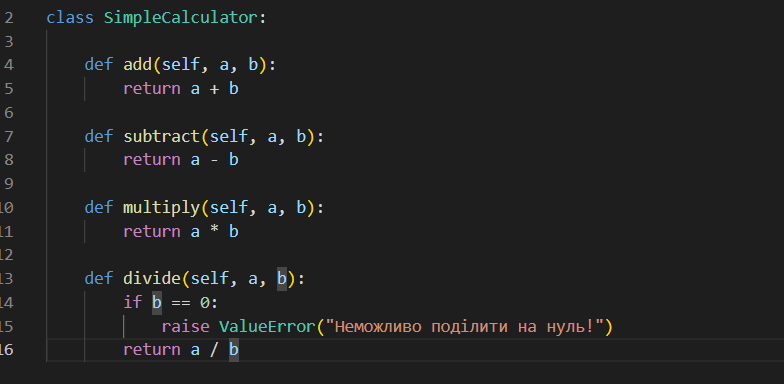 2 class SimpleCalculator:
3
4     def add(self, a, b):
5         return a + b
6
7     def subtract(self, a, b):
8         return a - b
9
10     def multiply(self, a, b):
11         return a * b
12
13     def divide(self, a, b):
14         if b == 0:
15             raise ValueError("Неможливо поділити на нуль!")
16         return a / b